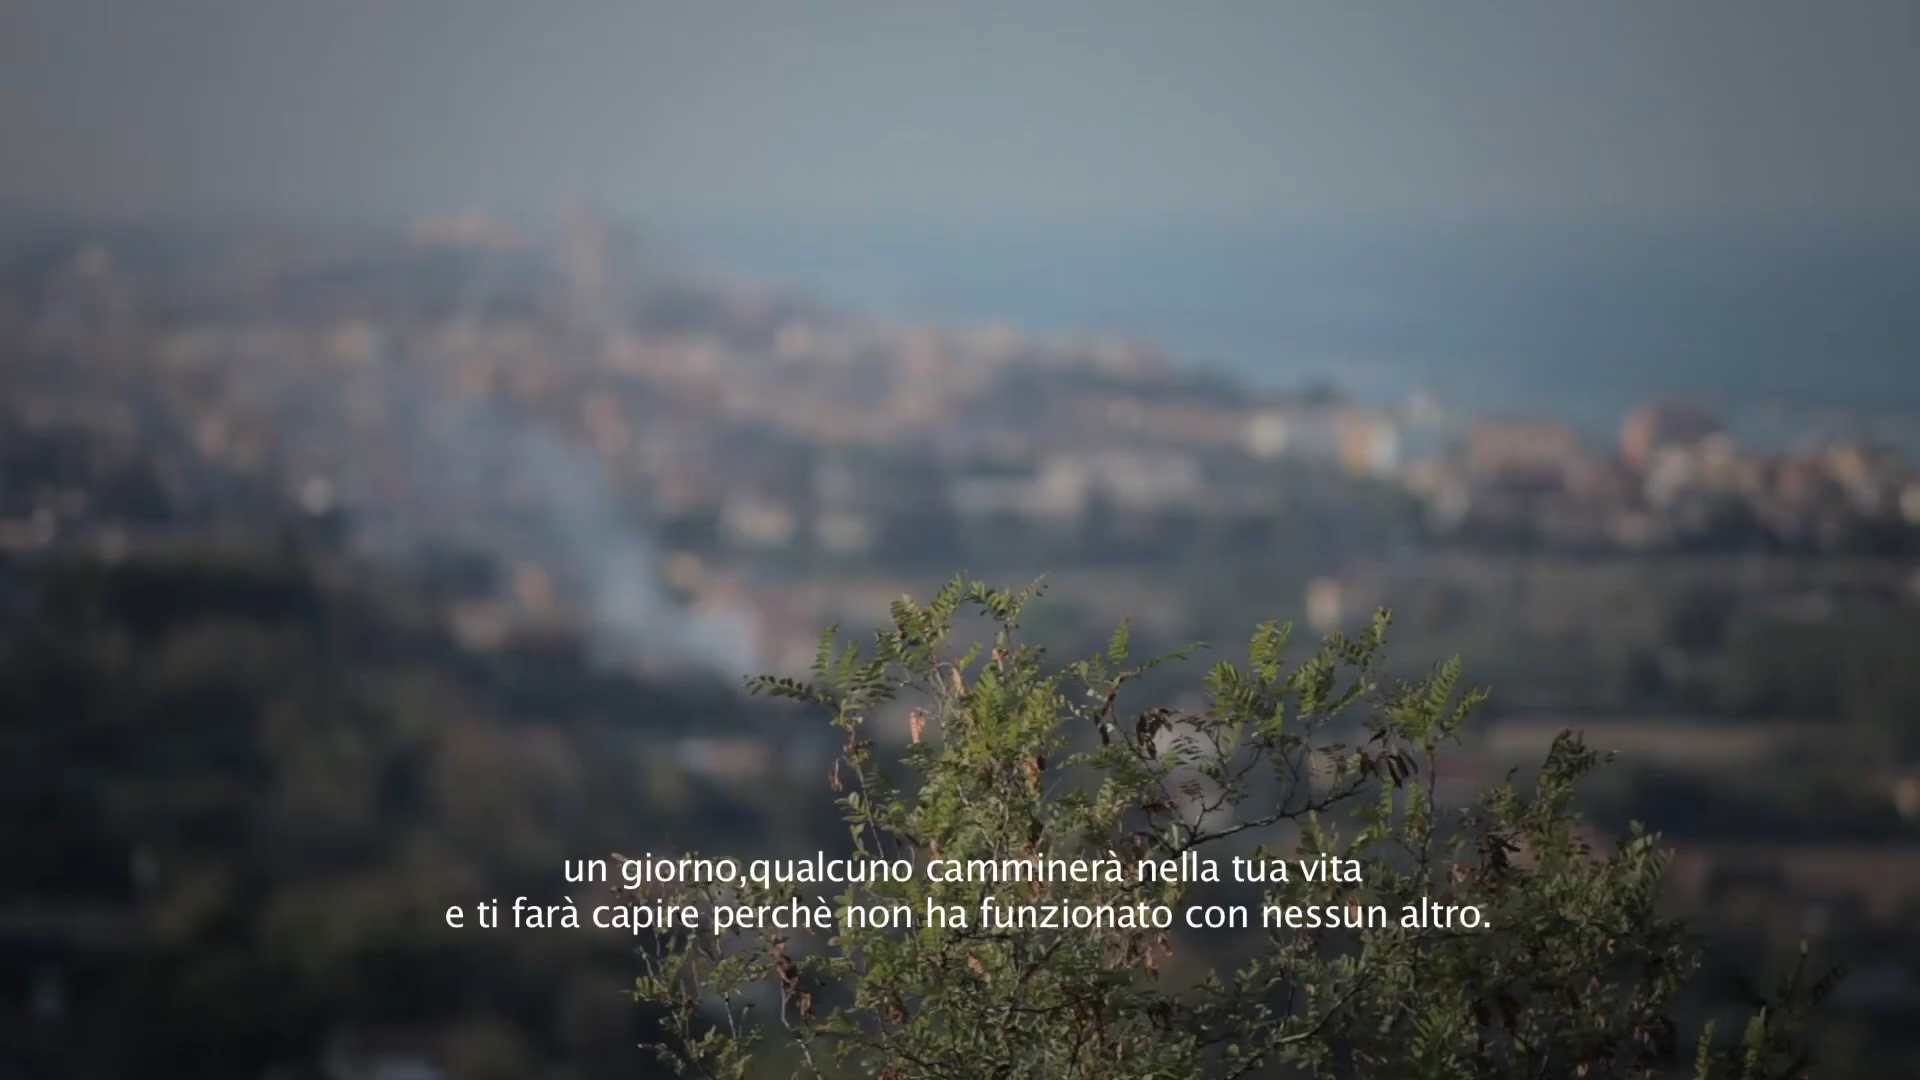 un giorno,qualcuno camminerà nella tua vita
e ti farà capire perchè non ha funzionato con nessun altro.